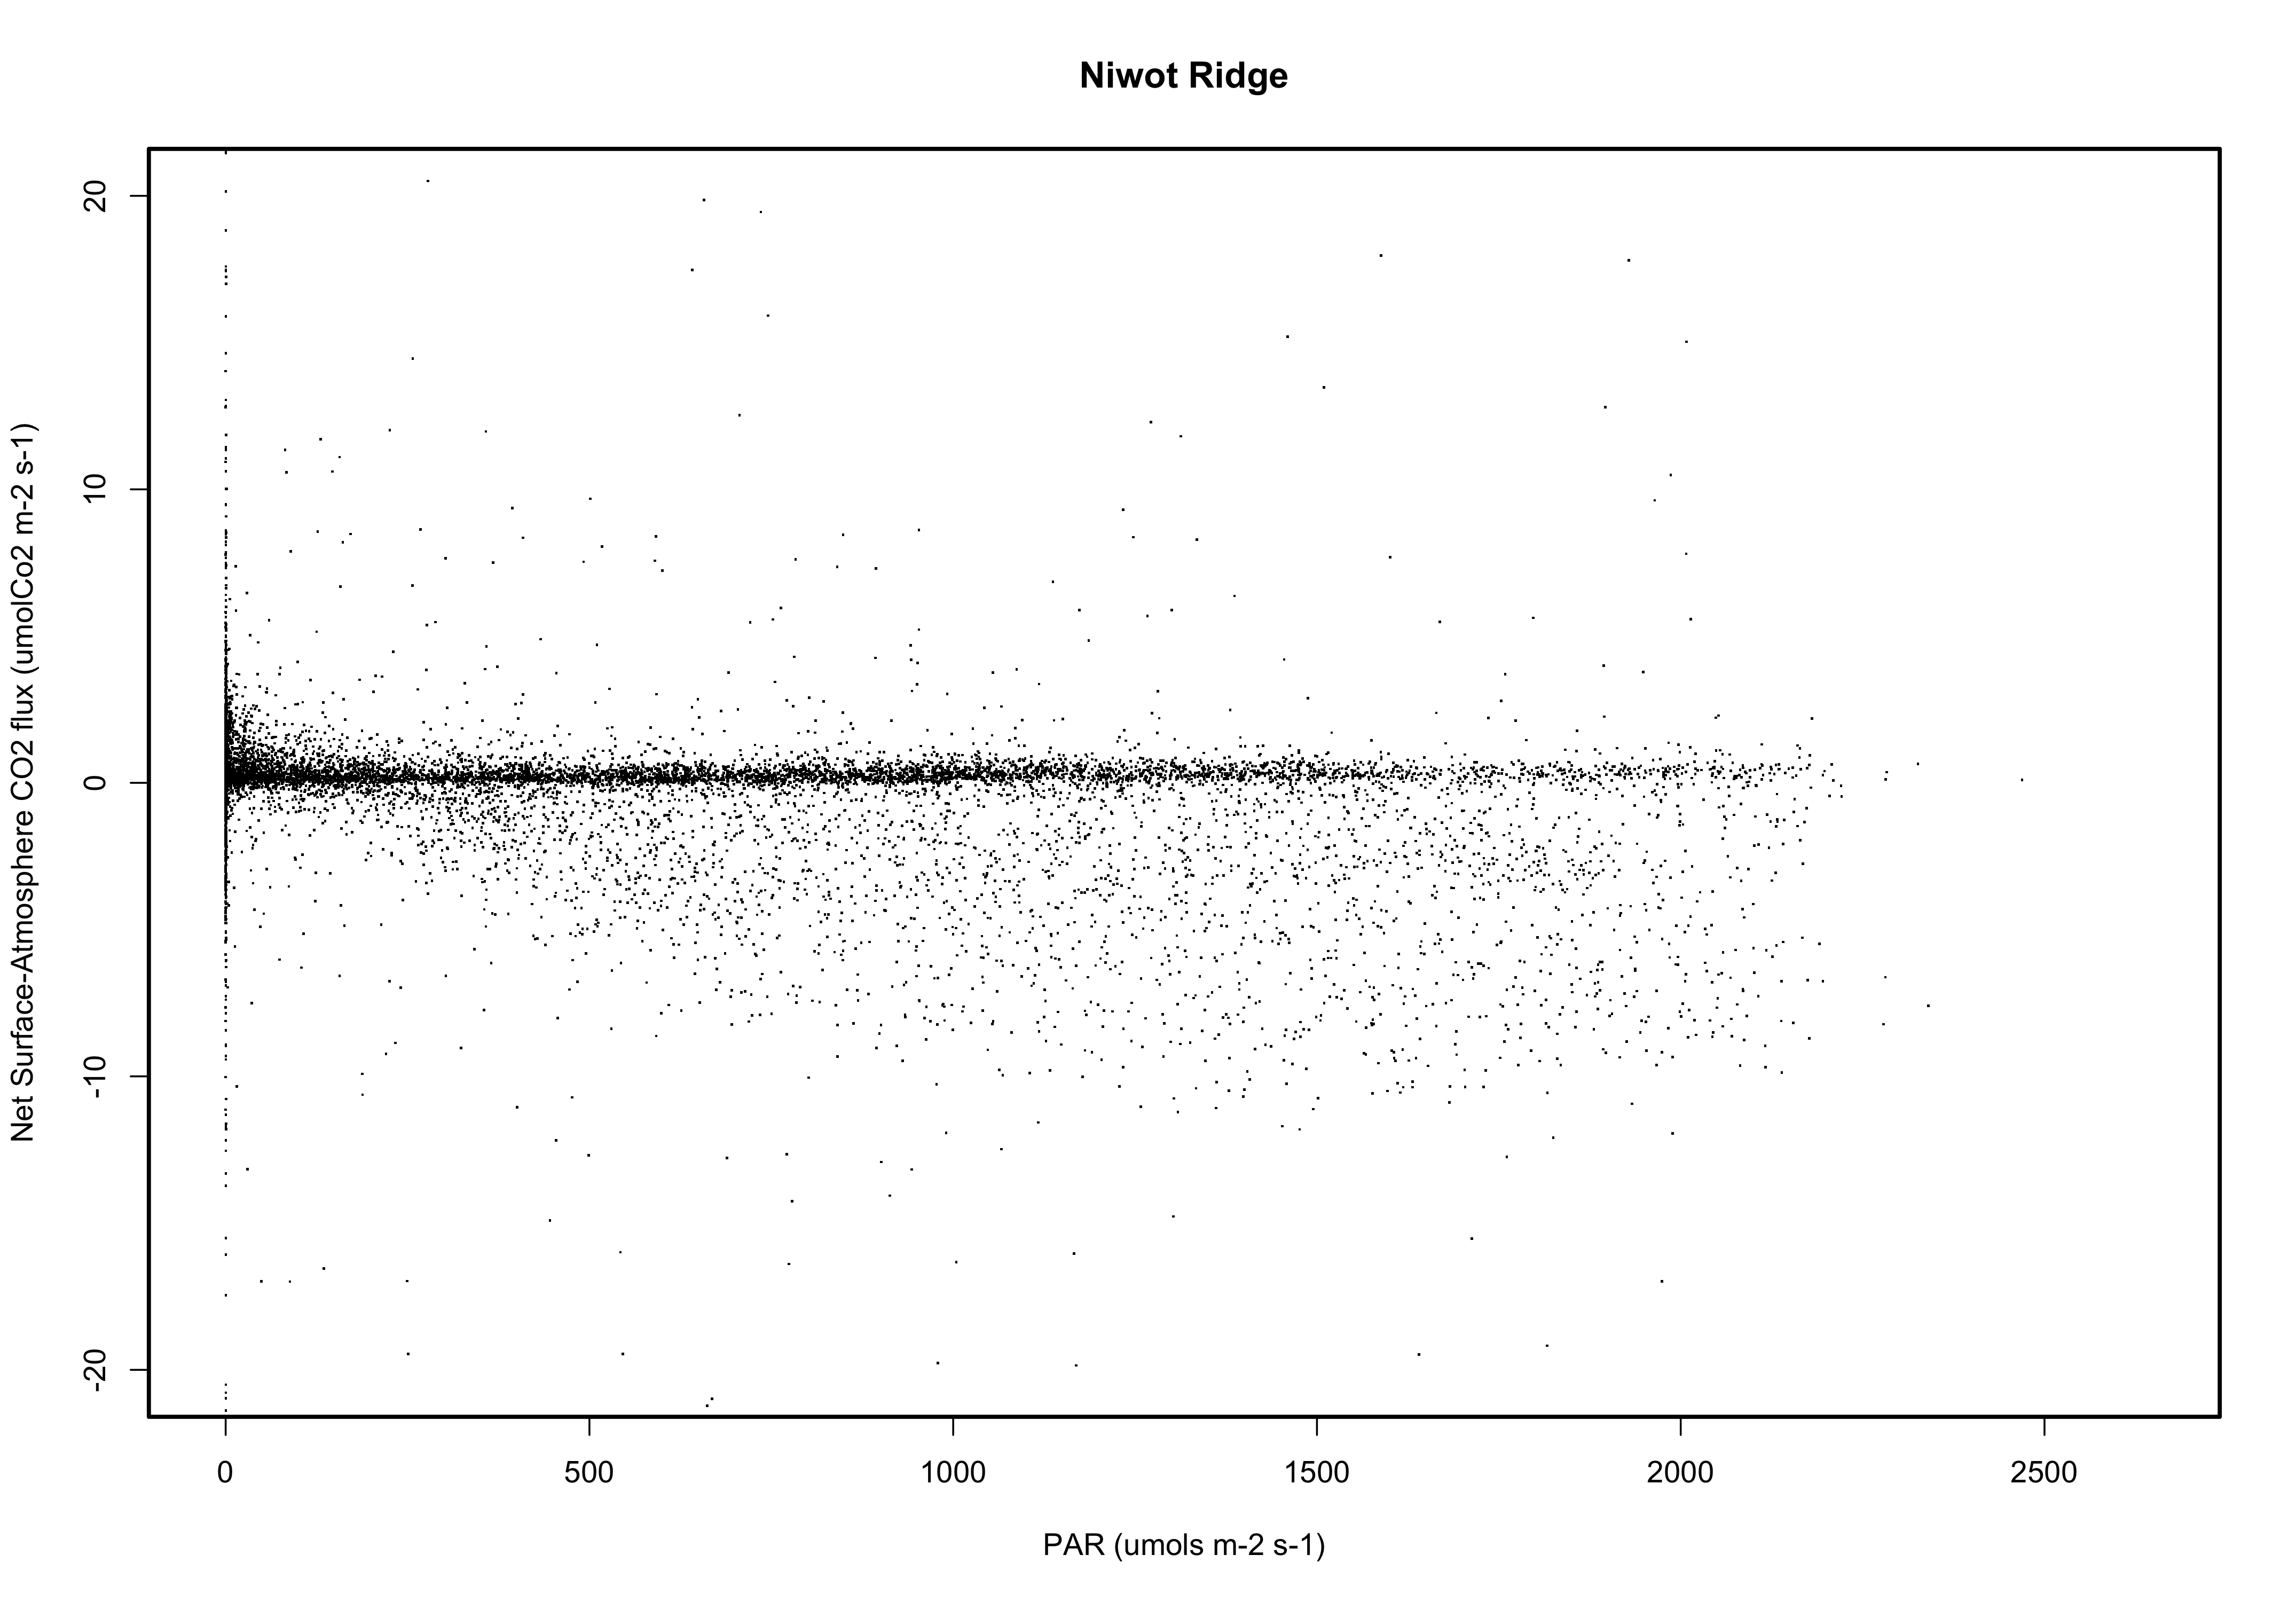 Niwot Ridge
Net Surface-Atmosphere CO2 flux (umolCo2 m-2 s-1)
20
10
0
-10
-20
0 500 1000 1500 2000 2500
PAR (umols m-2 s-1)